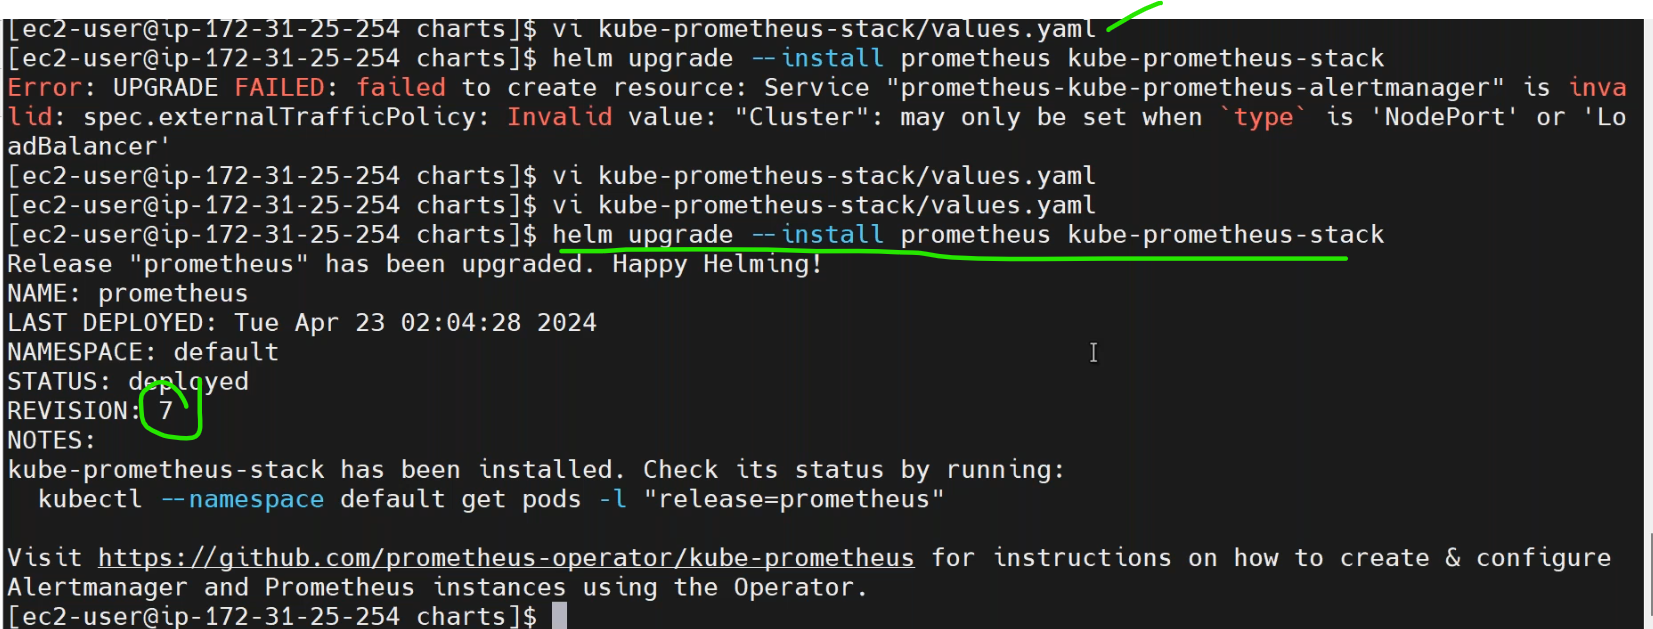 [ec2-user@ip-172-31-25-254 charts]$ vi kube-prometheus-stack/values.yaml
[ec2-user@ip-172-31-25-254 charts]$ helm upgrade --install prometheus kube-prometheus-stack
Error: UPGRADE FAILED: failed to create resource: Service "prometheus-kube-prometheus-alertmanager" is inva
lid: spec.externalTrafficPolicy: Invalid value: "Cluster": may only be set when `type` is 'NodePort' or 'Lo
adBalancer'
[ec2-user@ip-172-31-25-254 charts]$ vi kube-prometheus-stack/values.yaml
[ec2-user@ip-172-31-25-254 charts]$ vi kube-prometheus-stack/values.yaml
[ec2-user@ip-172-31-25-254 charts]$ helm upgrade --install prometheus kube-prometheus-stack
Release "prometheus" has been upgraded. Happy Helming!
NAME: prometheus
LAST DEPLOYED: Tue Apr 23 02:04:28 2024
NAMESPACE: default
STATUS: deployed
REVISION: 7
NOTES:
kube-prometheus-stack has been installed. Check its status by running:
  kubectl --namespace default get pods -l "release=prometheus"

Visit https://github.com/prometheus-operator/kube-prometheus for instructions on how to create & configure
Alertmanager and Prometheus instances using the Operator.
[ec2-user@ip-172-31-25-254 charts]$